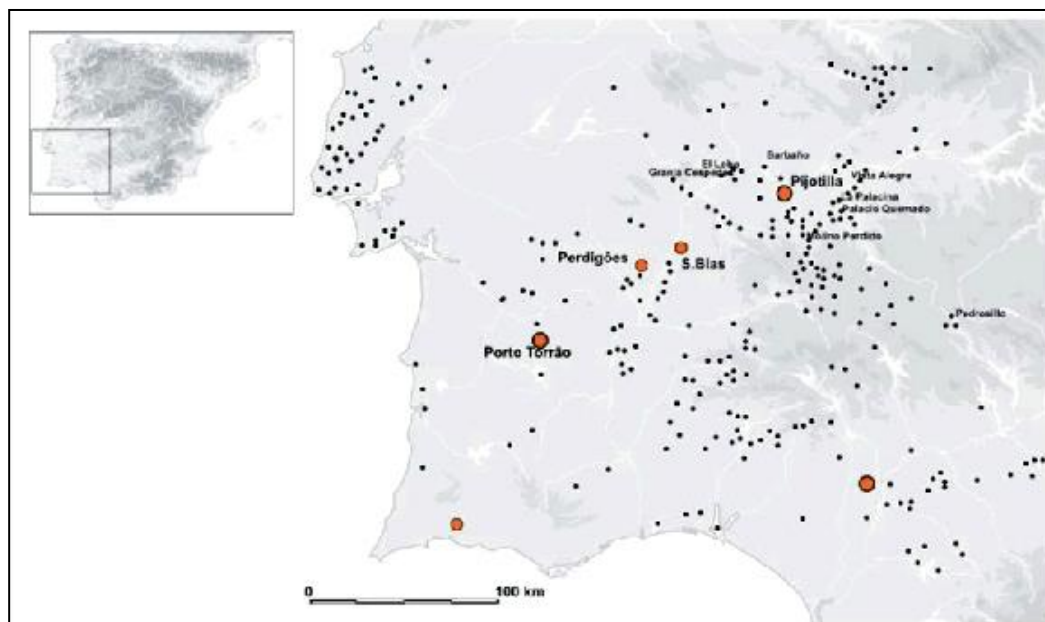 El Lobo
Barbaño
Granja Cespedes
Vista Alegre
Pijotilla
La Palacina
Palacio Quemado
Molino Perdido
Perdigões
S.Blas
Pedrosillo
Porto Torrão
0 100 km